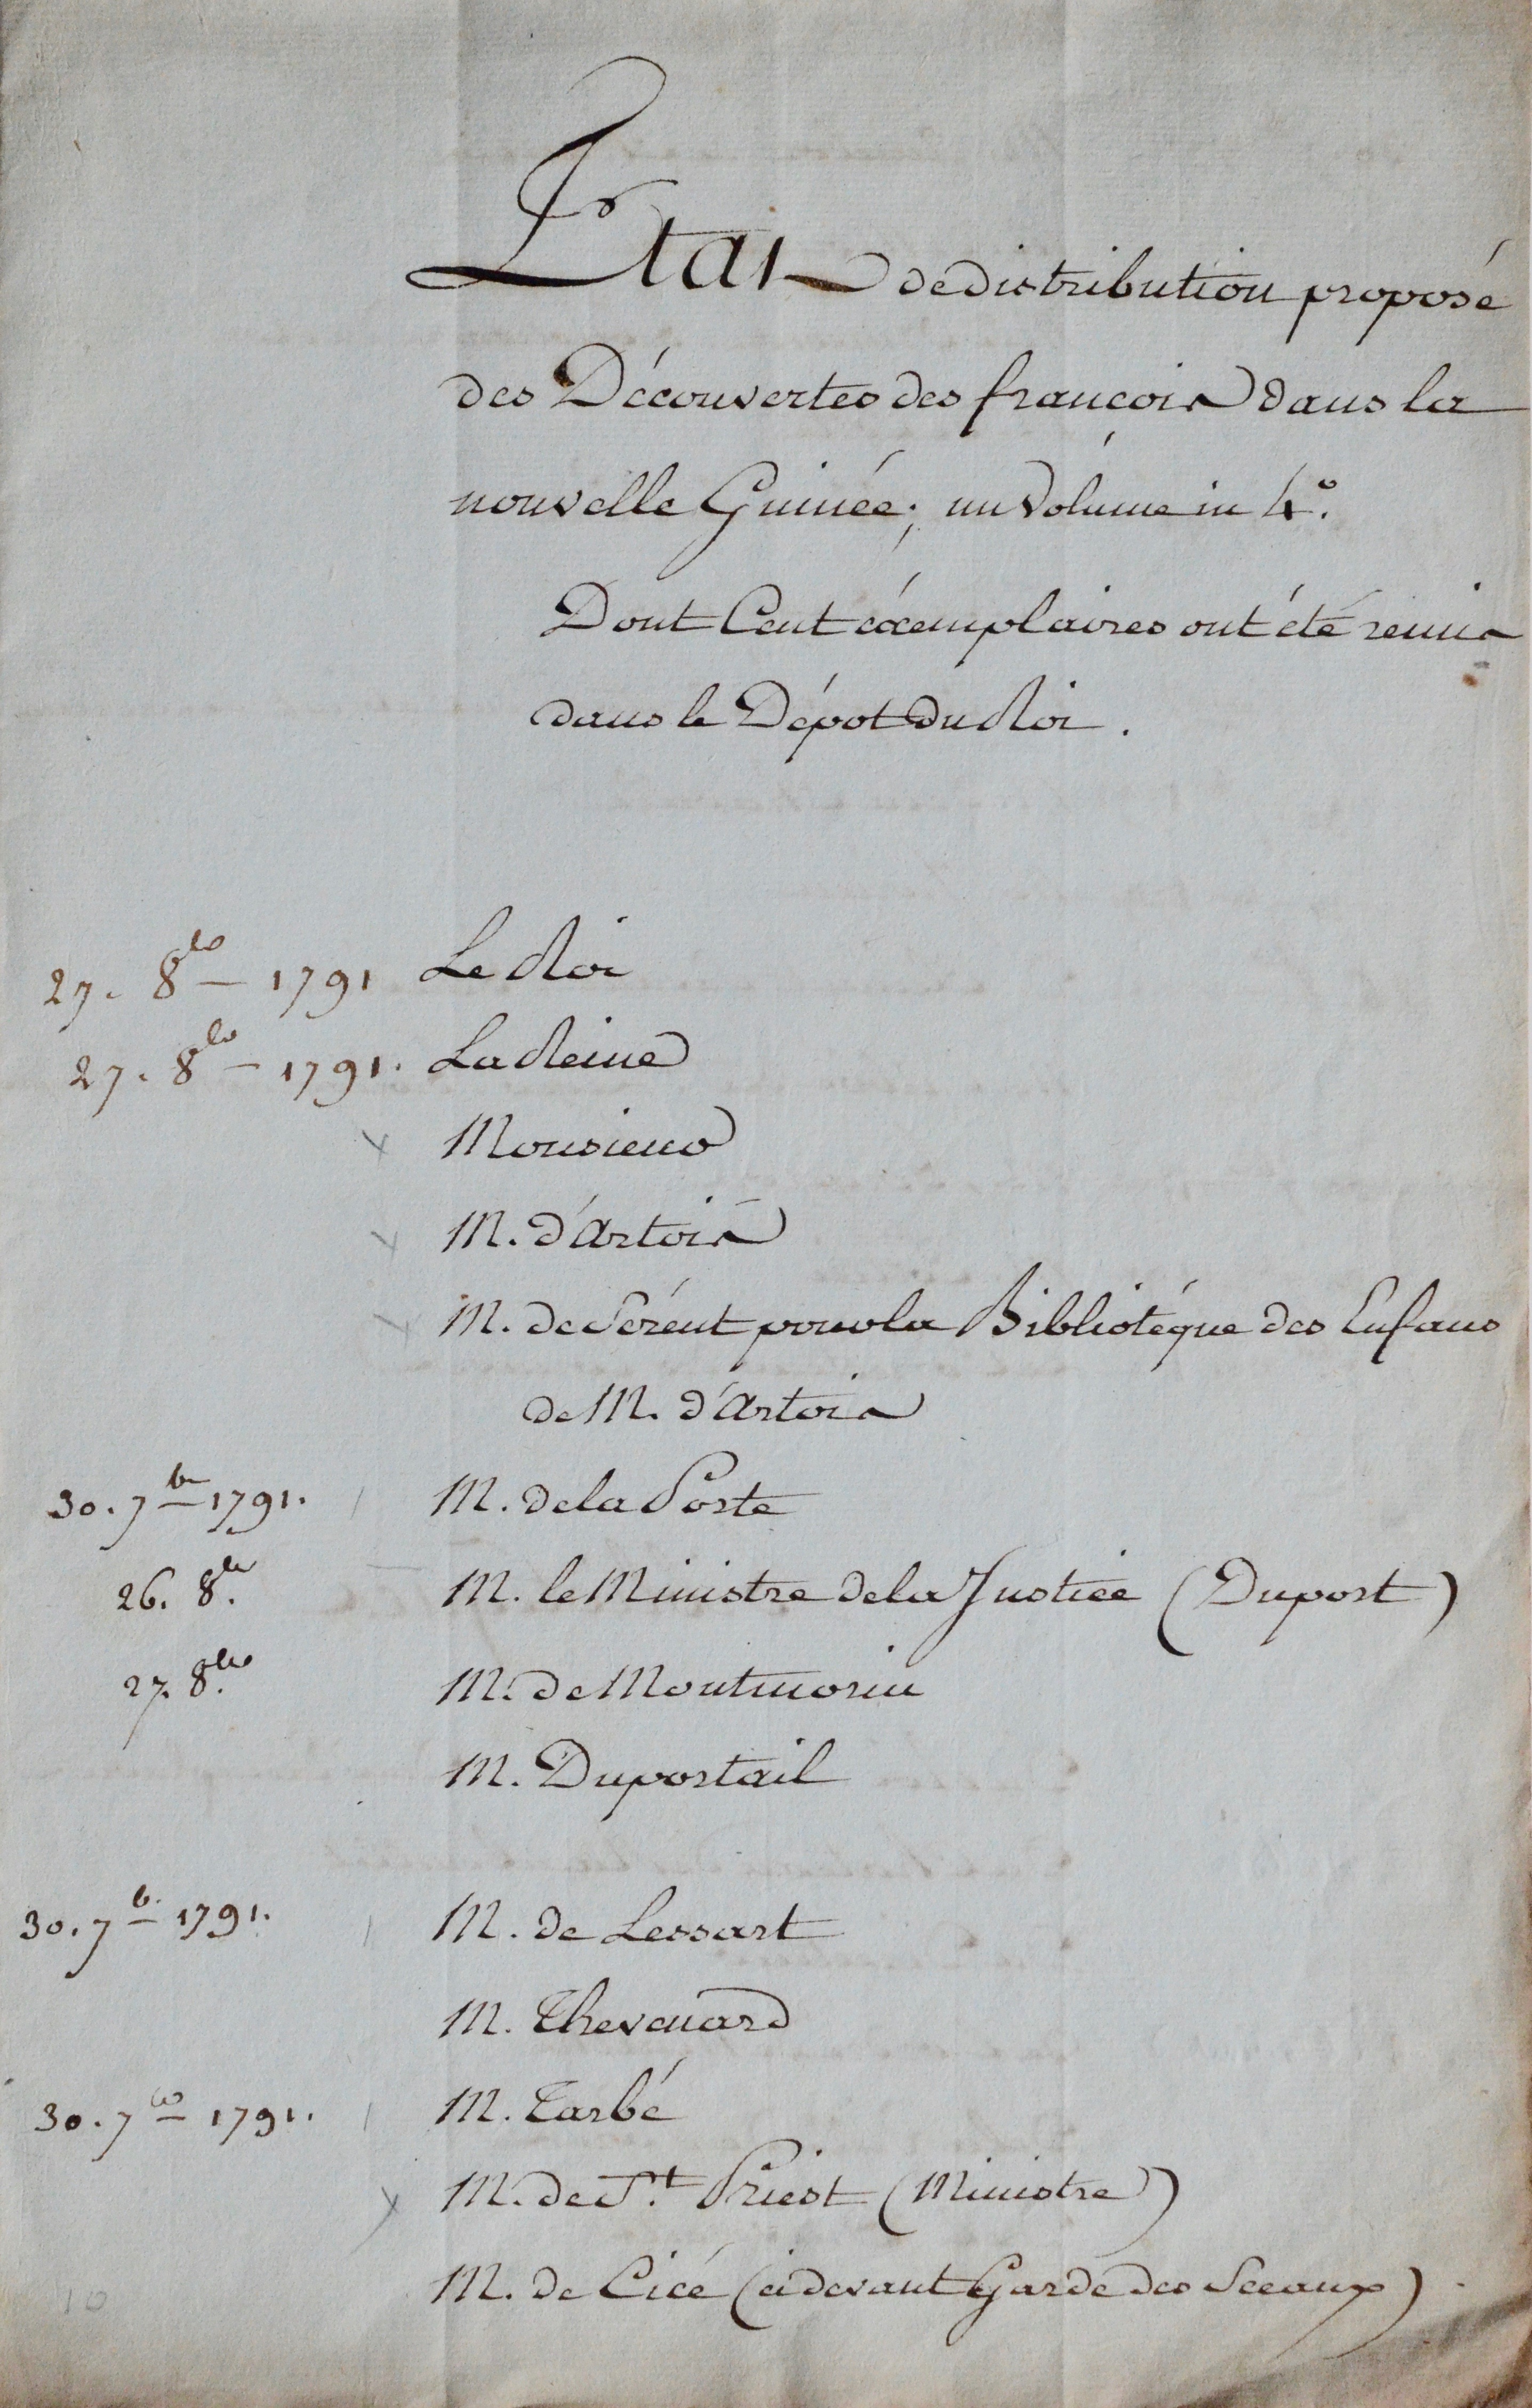 Etat de distribution proposé
des Découvertes des françois dans la
nouvelle Guinée; un Volume in 4.°
Dont Cent éxemplaires ont été remis
dans le Dépot du Roi.
27. 8bre 1791 Le Roi
27. 8bre 1791. La Reine
x Monsieur
x M. d'Artois
x M. de Sérent pour la Bibliotéque des Enfans
de M. d'Artois
30. 7bre 1791. M. de la Porte
26. 8bre M. le Ministre de la Justice (Duport)
27. 8bre M. de Montmorin
M. Duportail
30. 7b. 1791. M. de Lessart
M. Thevenard
30. 7bre 1791. M. Tarbé
x M. de St. Priest (Ministre)
M. de Cicé (ci devant Garde des Sceaux)
10